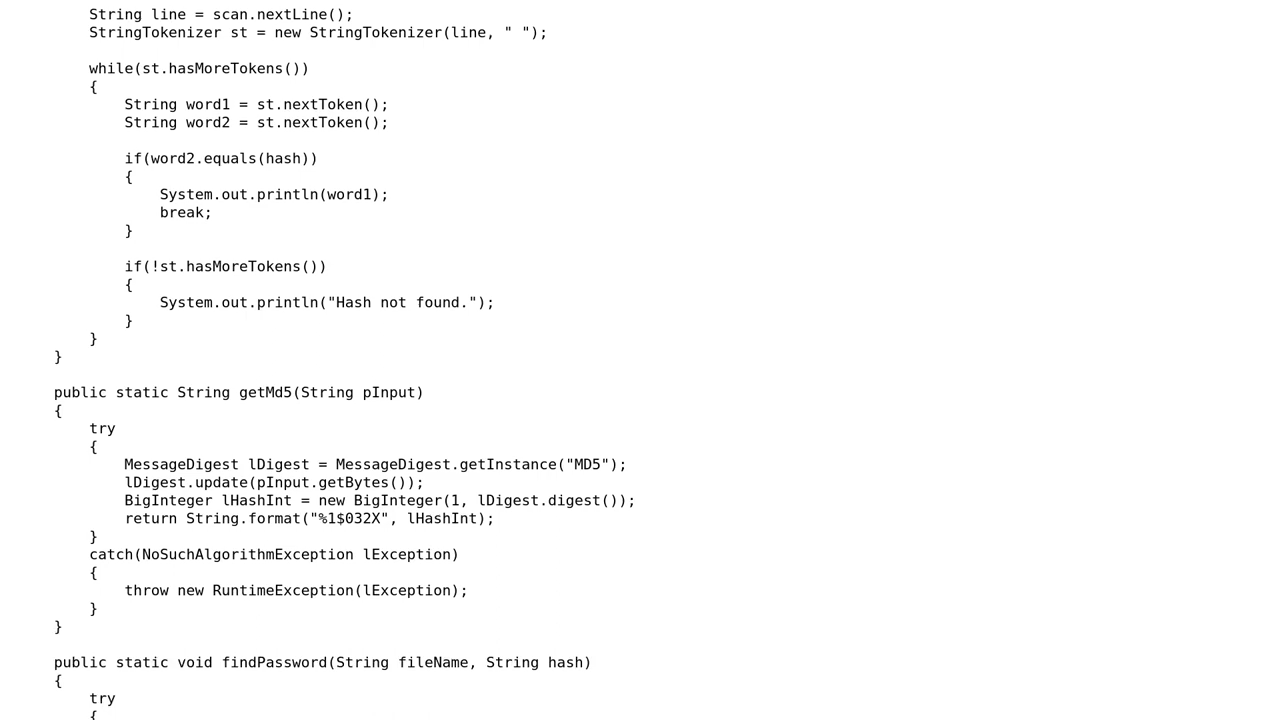 String line = scan.nextLine();
    StringTokenizer st = new StringTokenizer(line, " ");

    while(st.hasMoreTokens())
    {
        String word1 = st.nextToken();
        String word2 = st.nextToken();

        if(word2.equals(hash))
        {
            System.out.println(word1);
            break;
        }

        if(!st.hasMoreTokens())
        {
            System.out.println("Hash not found.");
        }
    }
}

public static String getMd5(String pInput)
{
    try
    {
        MessageDigest lDigest = MessageDigest.getInstance("MD5");
        lDigest.update(pInput.getBytes());
        BigInteger lHashInt = new BigInteger(1, lDigest.digest());
        return String.format("%1$032X", lHashInt);
    }
    catch(NoSuchAlgorithmException lException)
    {
        throw new RuntimeException(lException);
    }
}

public static void findPassword(String fileName, String hash)
{
    try
    {